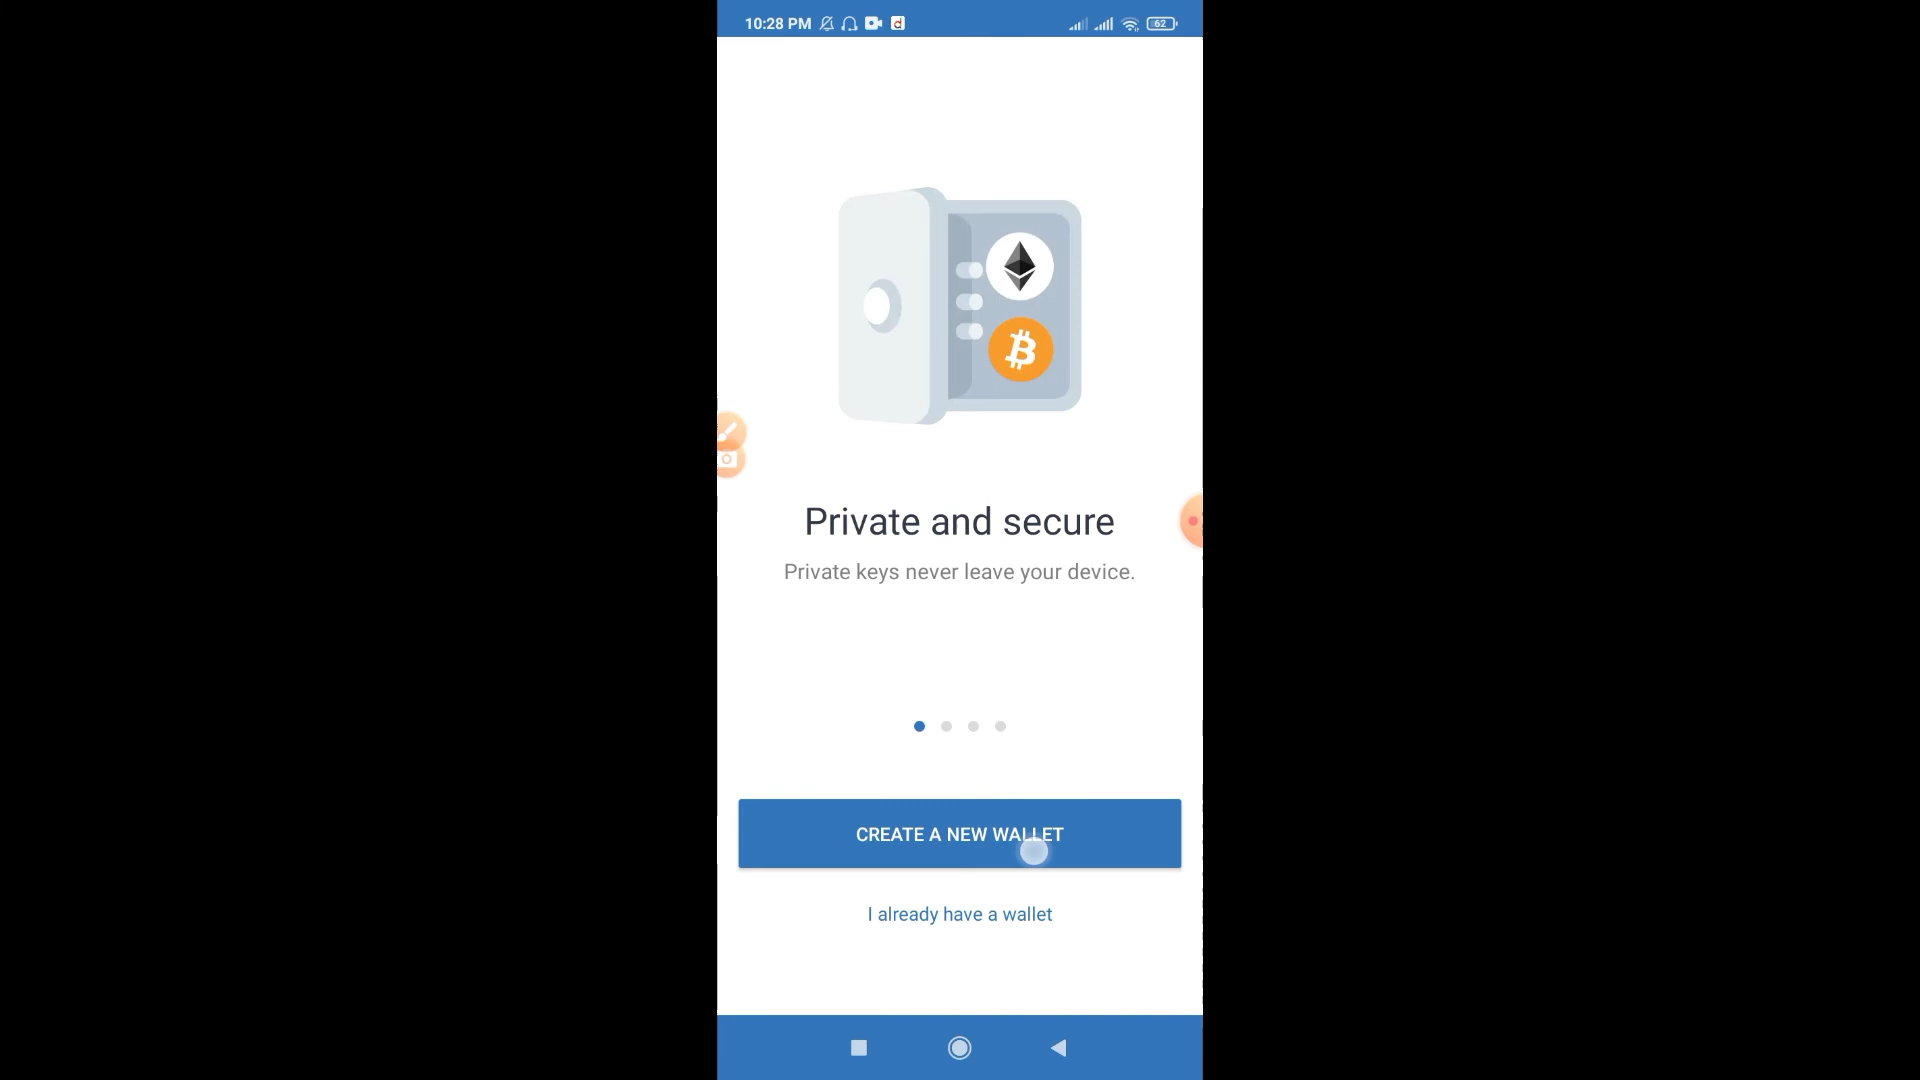 10:28 PM
62
Private and secure
Private keys never leave your device.
CREATE A NEW WALLET
I already have a wallet